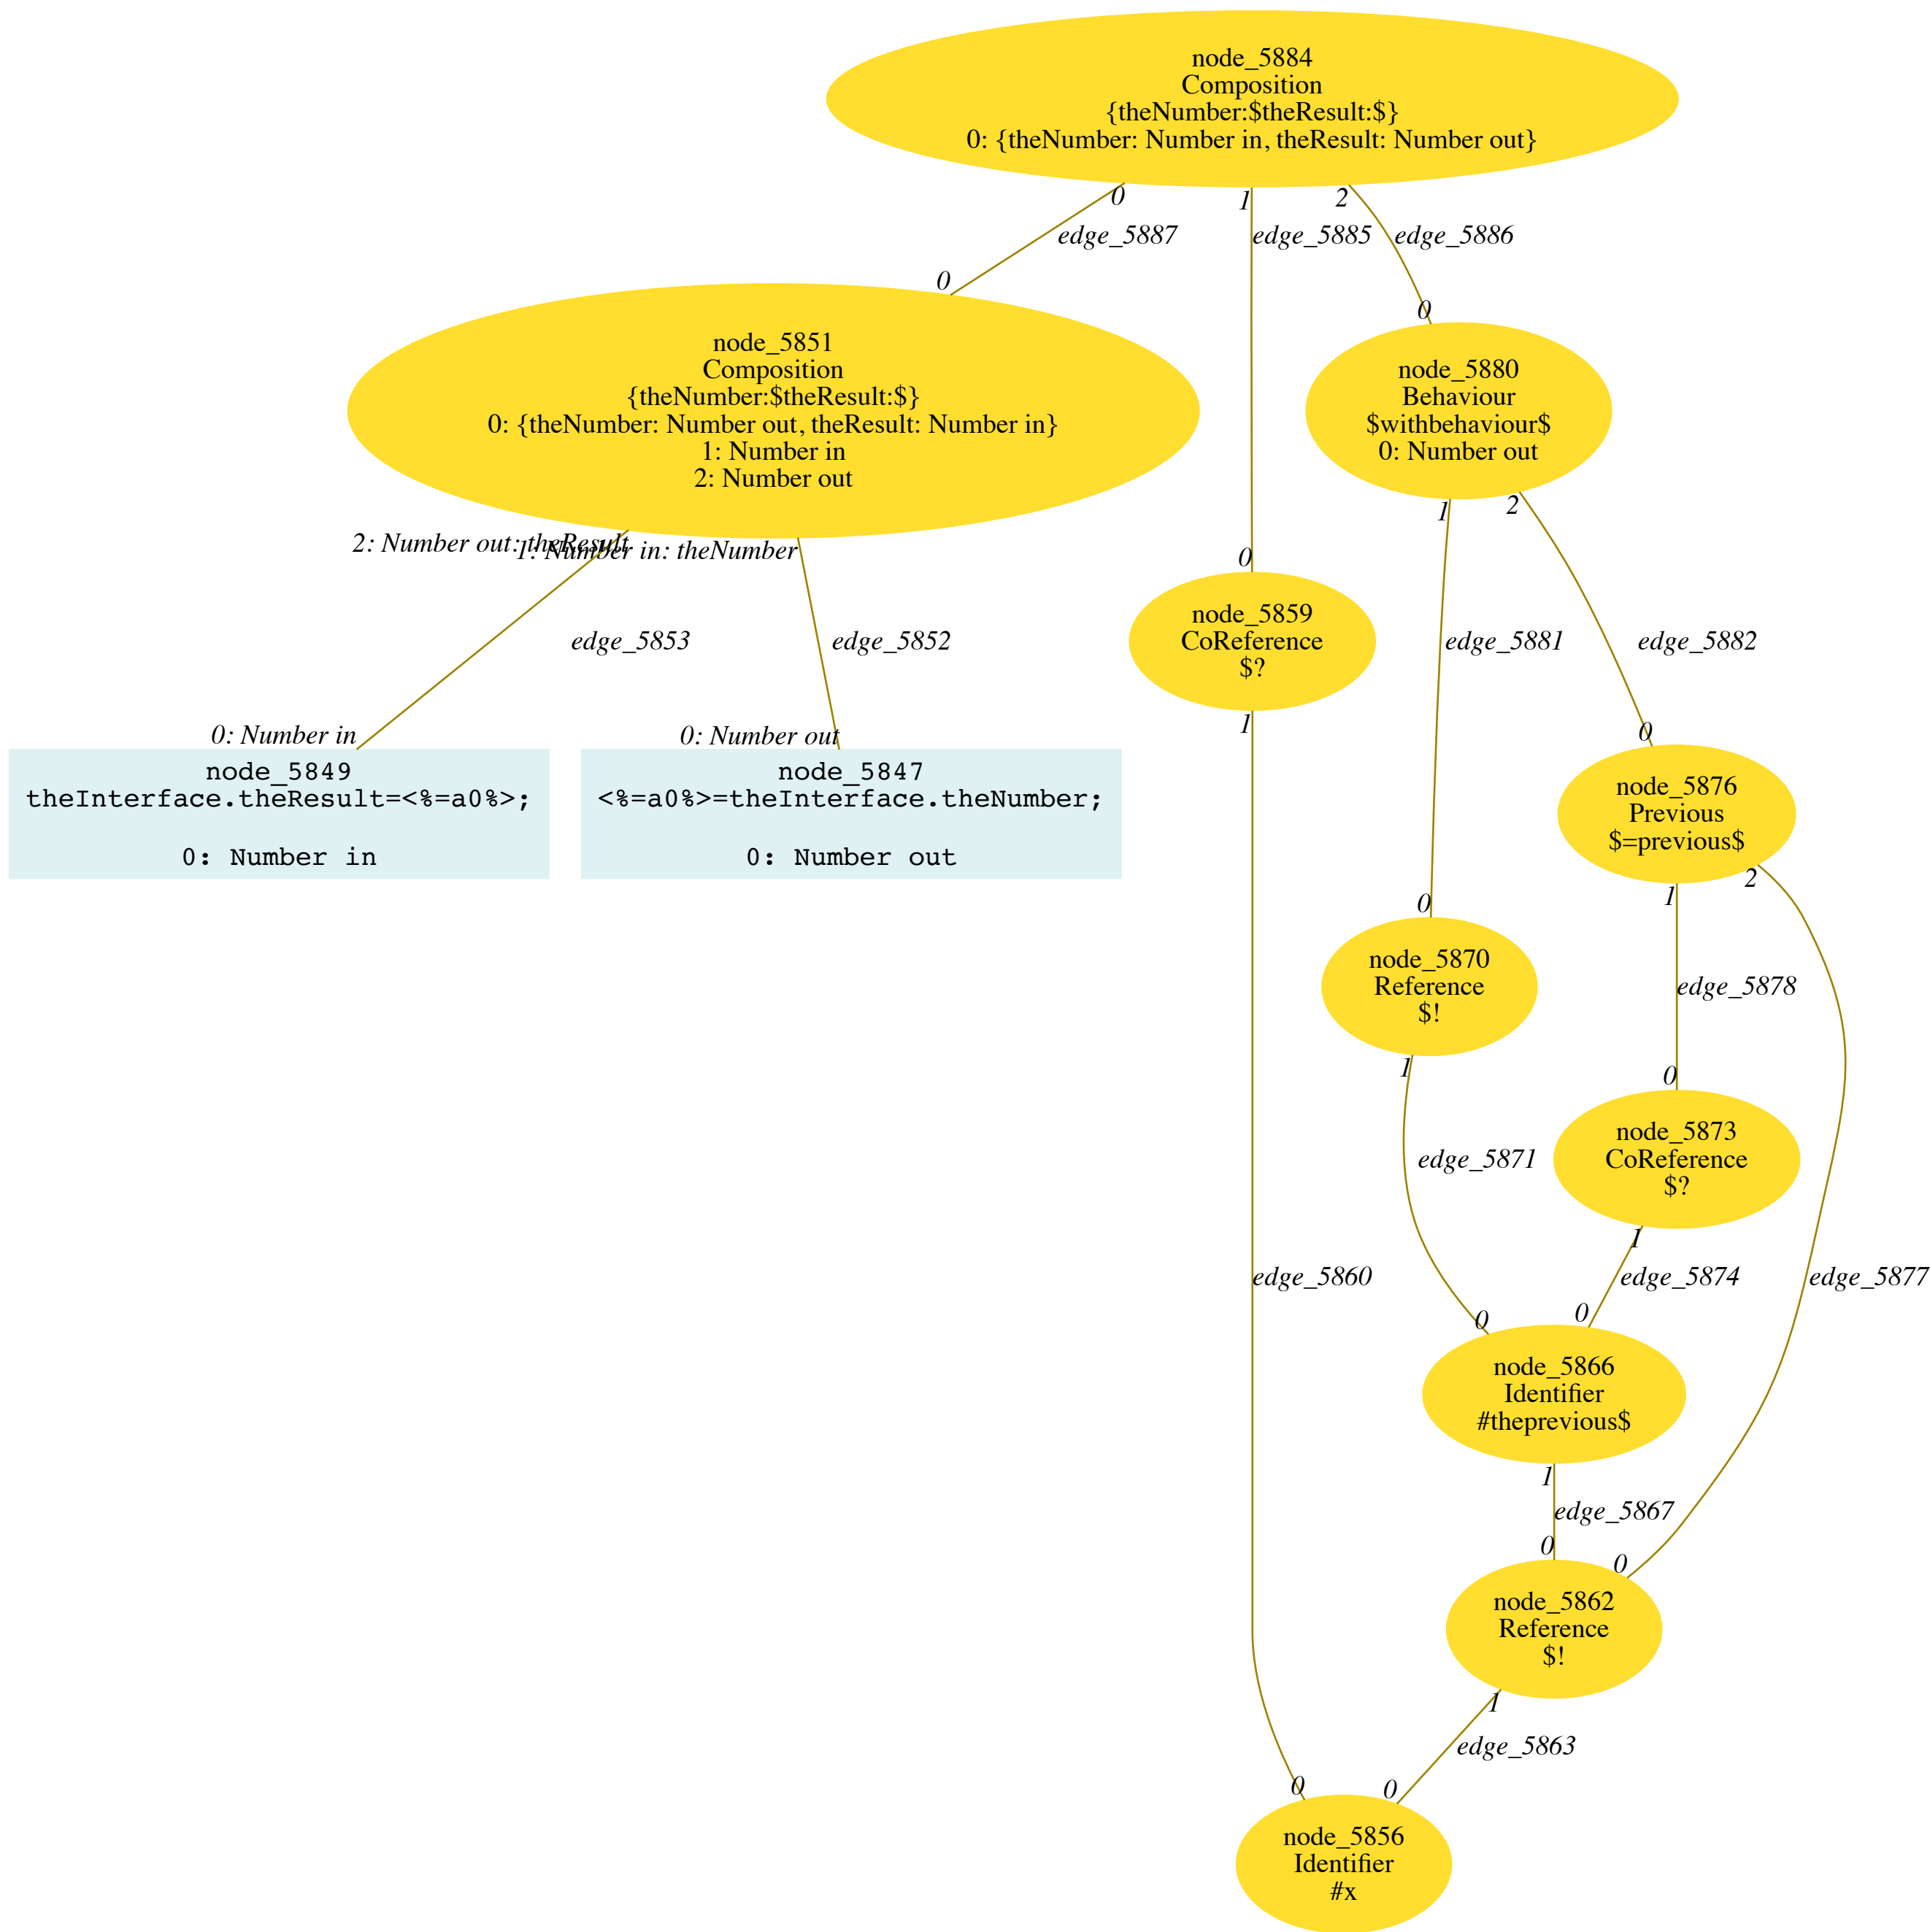 node_5884
Composition
{theNumber:$theResult:$}
0: {theNumber: Number in, theResult: Number out}
0
1
2
edge_5887
edge_5885
edge_5886
0
0
node_5851
Composition
{theNumber:$theResult:$}
0: {theNumber: Number out, theResult: Number in}
1: Number in
2: Number out
node_5880
Behaviour
$withbehaviour$
0: Number out
1
2
2: Number out: theResult
1: Number in: theNumber
0
node_5859
CoReference
$?
1
edge_5853
edge_5852
edge_5881
edge_5882
0: Number in
0: Number out
0
node_5849
theInterface.theResult=<%=a0%>;
0: Number in
node_5847
<%=a0%>=theInterface.theNumber;
0: Number out
node_5876
Previous
$=previous$
1
2
0
node_5870
Reference
$!
1
edge_5878
0
node_5873
CoReference
$?
1
edge_5871
edge_5860
edge_5874
edge_5877
0
0
node_5866
Identifier
#theprevious$
1
edge_5867
0
0
node_5862
Reference
$!
1
edge_5863
0
0
node_5856
Identifier
#x